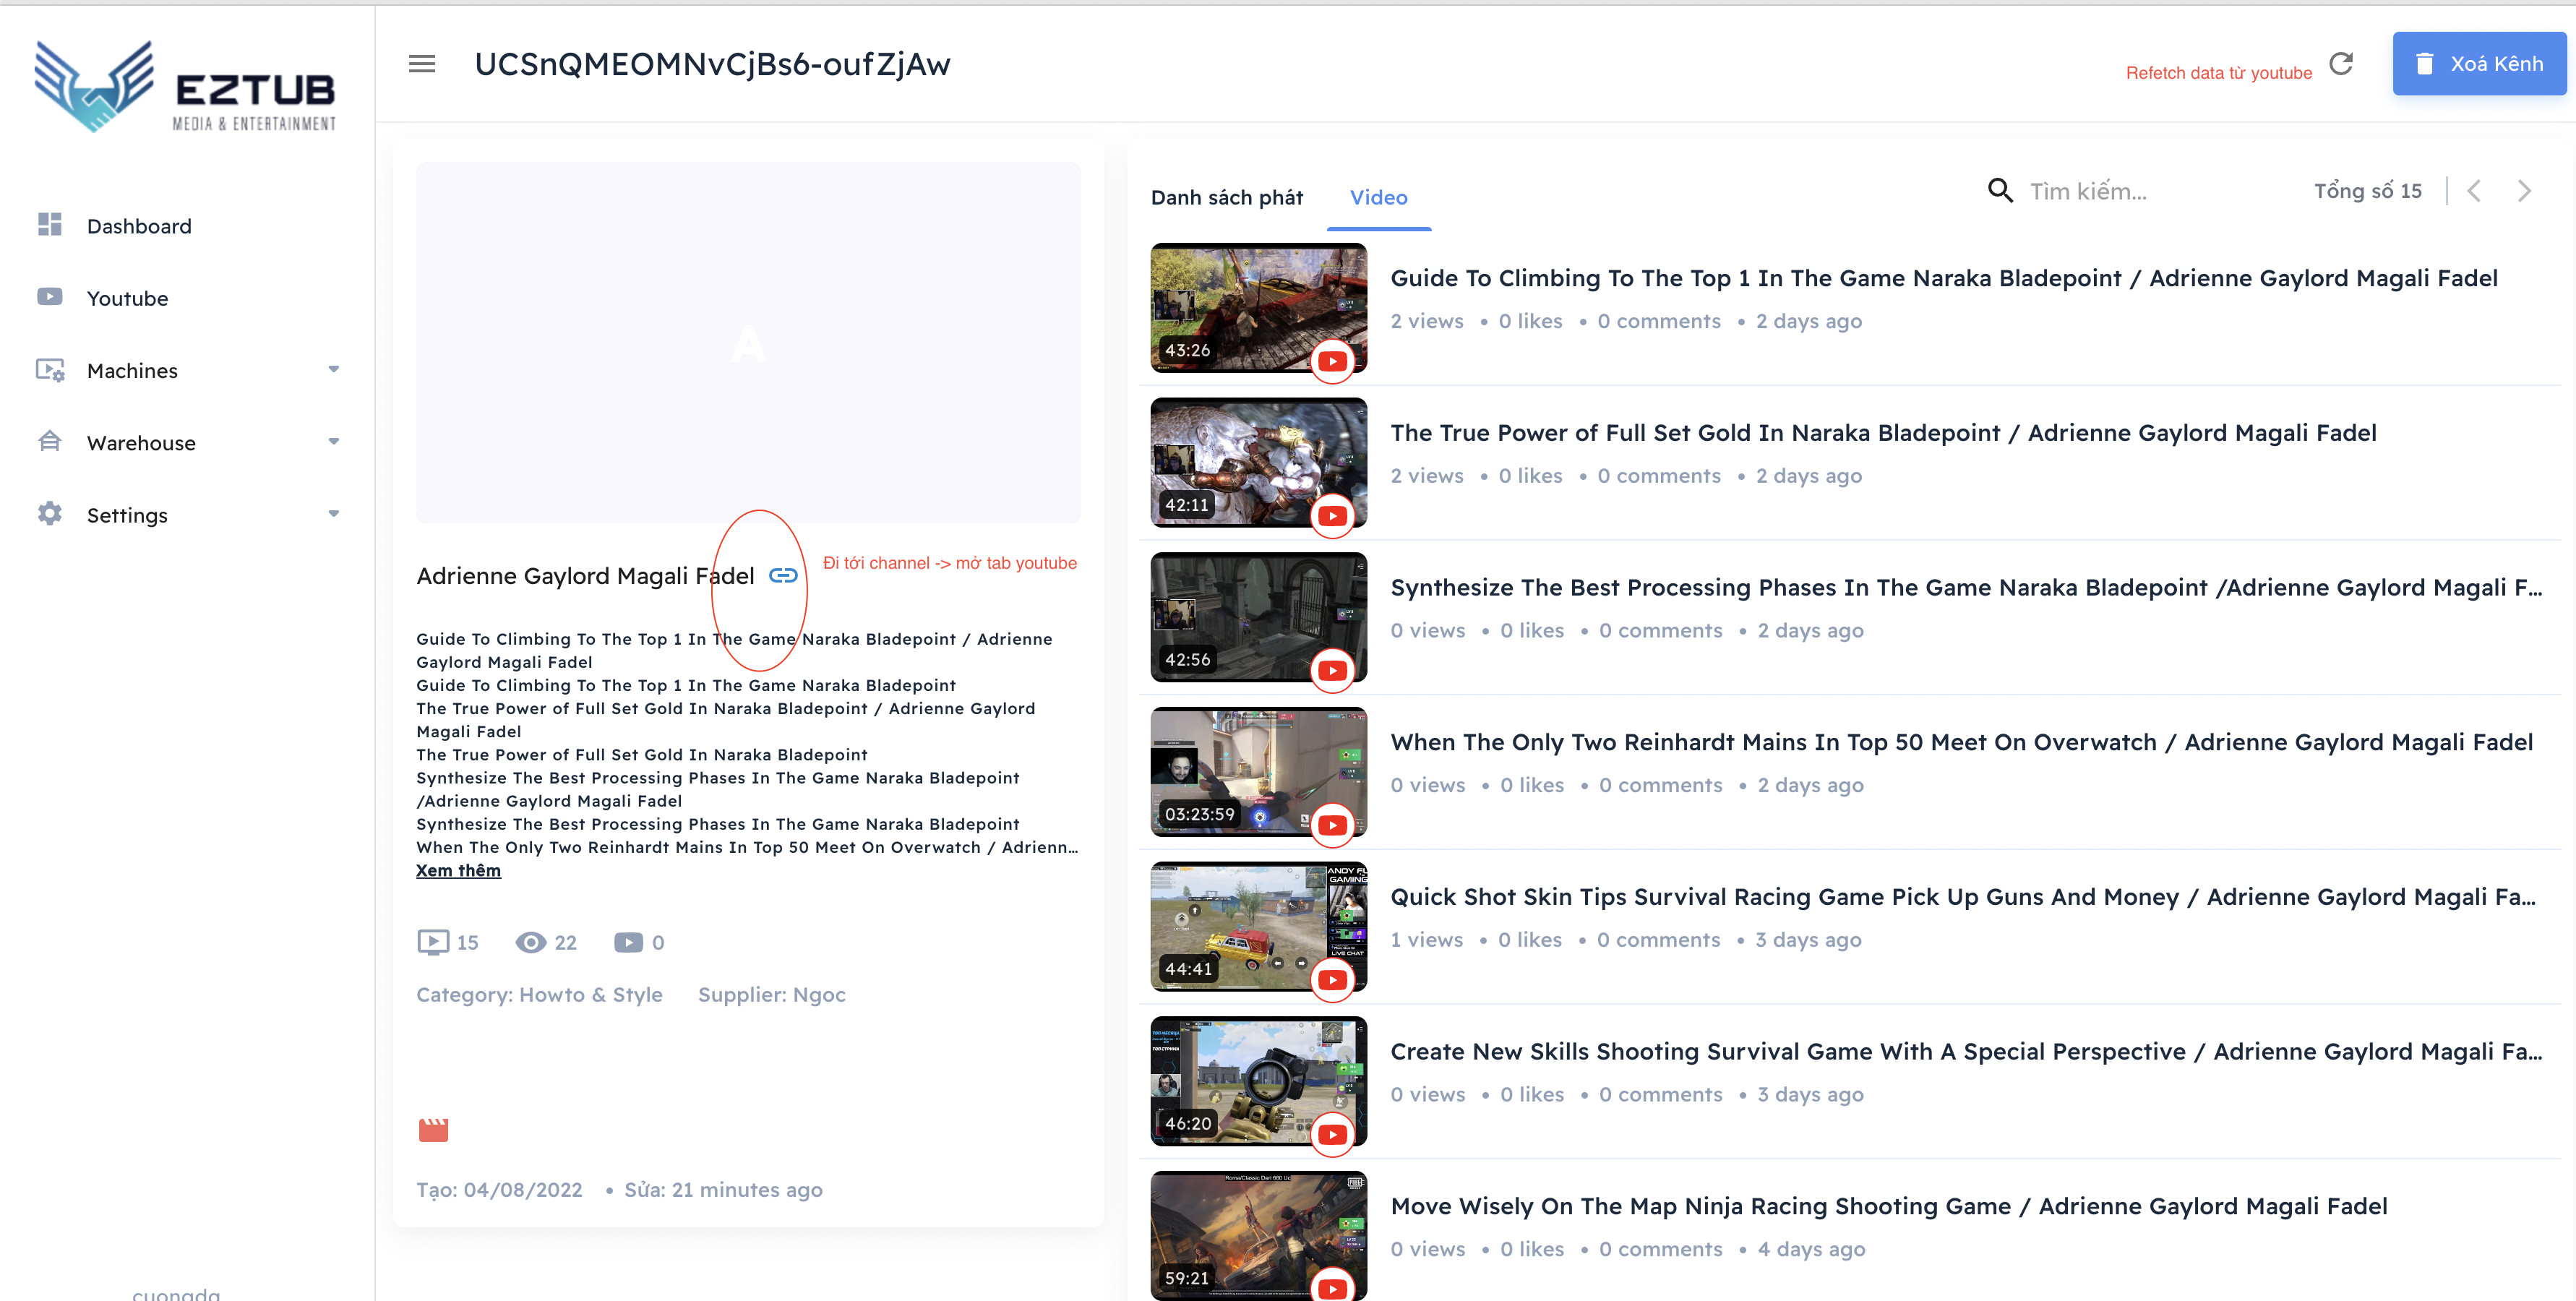 EZTUB
MEDIA & ENTERTAINMENT
Dashboard
Youtube
Machines
Warehouse
Settings
UCSnQMEOMNvCjBs6-oufZjAw
Refetch data từ youtube
Xoá Kênh
A
Adrienne Gaylord Magali Fadel
Đi tới channel -> mở tab youtube
Guide To Climbing To The Top 1 In The Game Naraka Bladepoint / Adrienne
Gaylord Magali Fadel
Guide To Climbing To The Top 1 In The Game Naraka Bladepoint
The True Power of Full Set Gold In Naraka Bladepoint / Adrienne Gaylord
Magali Fadel
The True Power of Full Set Gold In Naraka Bladepoint
Synthesize The Best Processing Phases In The Game Naraka Bladepoint
/Adrienne Gaylord Magali Fadel
Synthesize The Best Processing Phases In The Game Naraka Bladepoint
When The Only Two Reinhardt Mains In Top 50 Meet On Overwatch / Adrienn...
Xem thêm
15 22 0
Category: Howto & Style Supplier: Ngoc
Tạo: 04/08/2022 • Sửa: 21 minutes ago
Danh sách phát Video
Tìm kiếm... Tổng số 15
43:26
Guide To Climbing To The Top 1 In The Game Naraka Bladepoint / Adrienne Gaylord Magali Fadel
2 views • 0 likes • 0 comments • 2 days ago
42:11
The True Power of Full Set Gold In Naraka Bladepoint / Adrienne Gaylord Magali Fadel
2 views • 0 likes • 0 comments • 2 days ago
42:56
Synthesize The Best Processing Phases In The Game Naraka Bladepoint /Adrienne Gaylord Magali F...
0 views • 0 likes • 0 comments • 2 days ago
03:23:59
When The Only Two Reinhardt Mains In Top 50 Meet On Overwatch / Adrienne Gaylord Magali Fadel
0 views • 0 likes • 0 comments • 2 days ago
GAMING
LIVE CHAT
44:41
Quick Shot Skin Tips Survival Racing Game Pick Up Guns And Money / Adrienne Gaylord Magali Fa...
1 views • 0 likes • 0 comments • 3 days ago
46:20
Create New Skills Shooting Survival Game With A Special Perspective / Adrienne Gaylord Magali Fa...
0 views • 0 likes • 0 comments • 3 days ago
59:21
Move Wisely On The Map Ninja Racing Shooting Game / Adrienne Gaylord Magali Fadel
0 views • 0 likes • 0 comments • 4 days ago